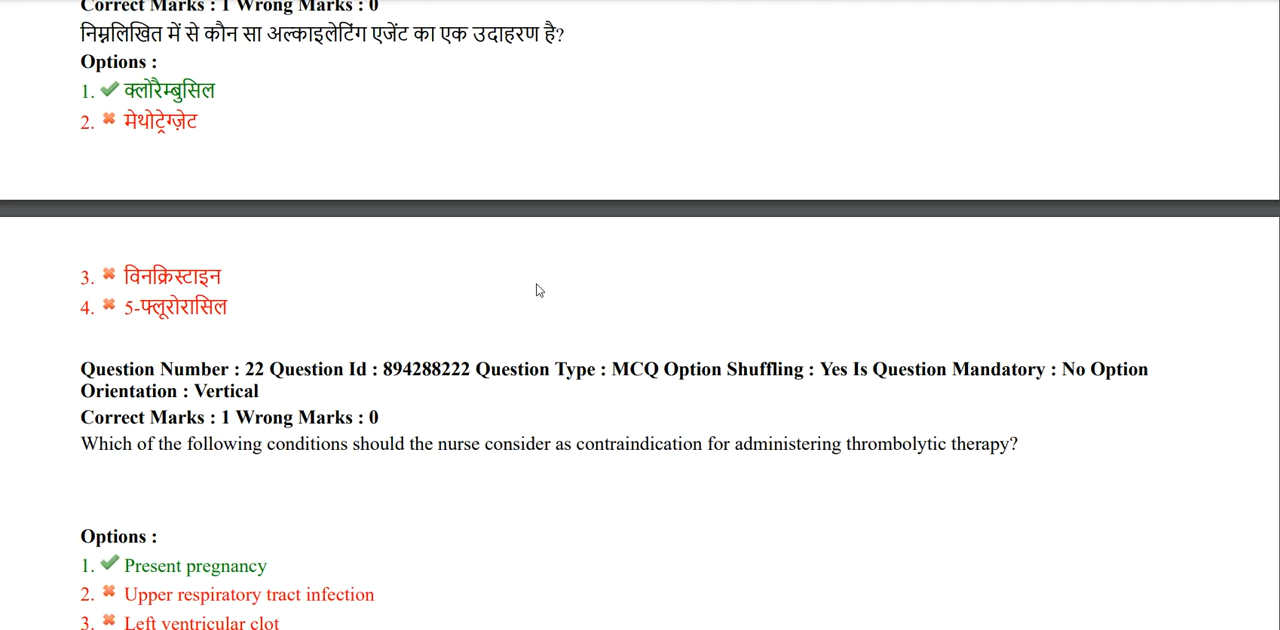 Correct Marks : 1 Wrong Marks : 0
निम्नलिखित में से कौन सा अल्काइलेटिंग एजेंट का एक उदाहरण है?
Options :
1. ✔ क्लोरैम्बुसिल
2. ✖ मेथोट्रेग्ज़ेट
3. ✖ विनक्रिस्टाइन
4. ✖ 5-फ्लूरोरासिल
Question Number : 22 Question Id : 894288222 Question Type : MCQ Option Shuffling : Yes Is Question Mandatory : No Option
Orientation : Vertical
Correct Marks : 1 Wrong Marks : 0
Which of the following conditions should the nurse consider as contraindication for administering thrombolytic therapy?
Options :
1. ✔ Present pregnancy
2. ✖ Upper respiratory tract infection
3. ✖ Left ventricular clot